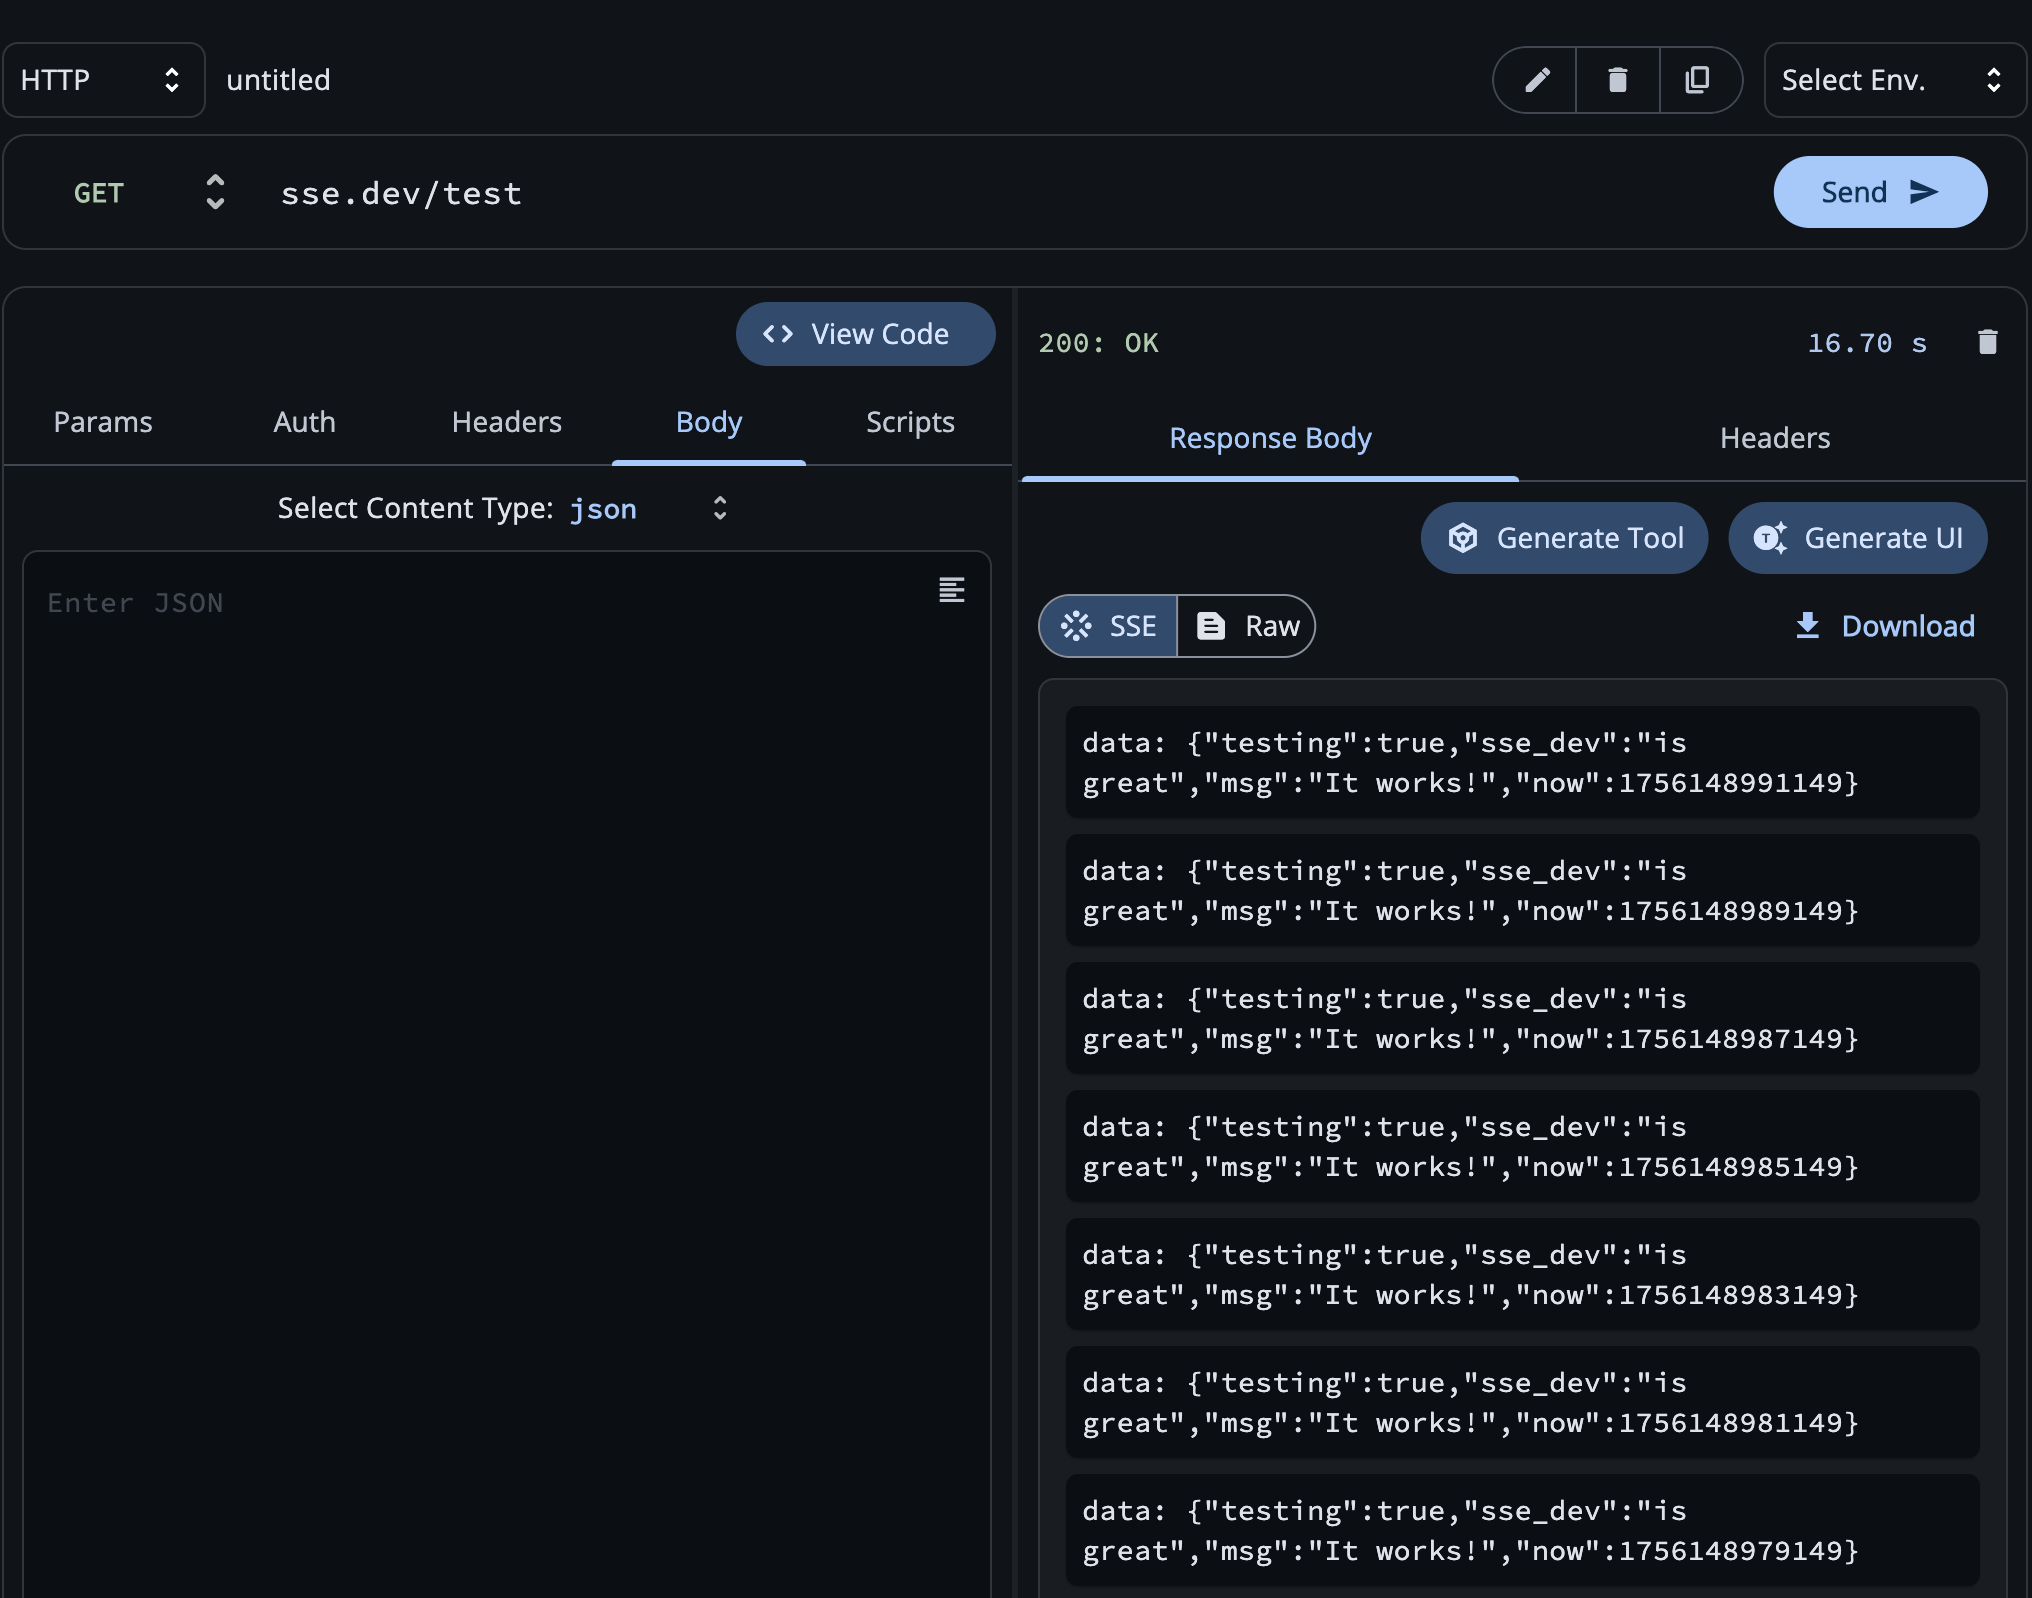 HTTP
untitled
Select Env.
GET
sse.dev/test
Send
View Code
Params
Auth
Headers
Body
Scripts
Select Content Type: json
Enter JSON
200: OK
16.70 s
Response Body
Headers
Generate Tool
T
Generate UI
SSE
Raw
Download
data: {"testing":true,"sse_dev":"is
great","msg":"It works!","now":1756148991149}
data: {"testing":true,"sse_dev":"is
great","msg":"It works!","now":1756148989149}
data: {"testing":true,"sse_dev":"is
great","msg":"It works!","now":1756148987149}
data: {"testing":true,"sse_dev":"is
great","msg":"It works!","now":1756148985149}
data: {"testing":true,"sse_dev":"is
great","msg":"It works!","now":1756148983149}
data: {"testing":true,"sse_dev":"is
great","msg":"It works!","now":1756148981149}
data: {"testing":true,"sse_dev":"is
great","msg":"It works!","now":1756148979149}